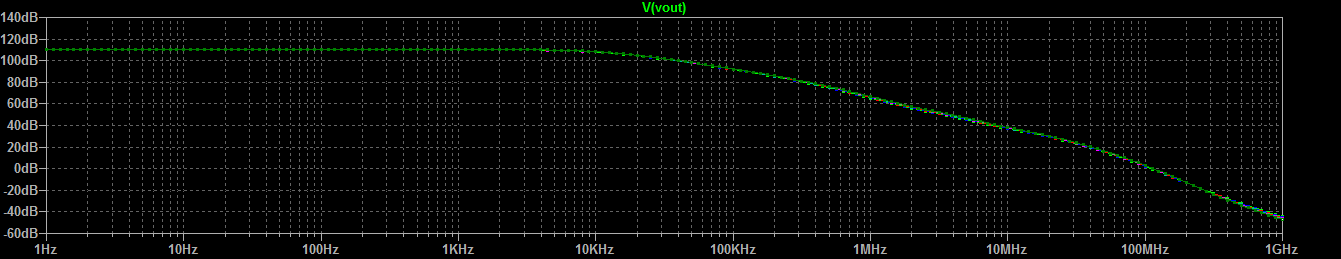 V(vout)
140dB
120dB
100dB
80dB
60dB
40dB
20dB
0dB
-20dB
-40dB
-60dB
1Hz 10Hz 100Hz 1KHz 10KHz 100KHz 1MHz 10MHz 100MHz 1GHz